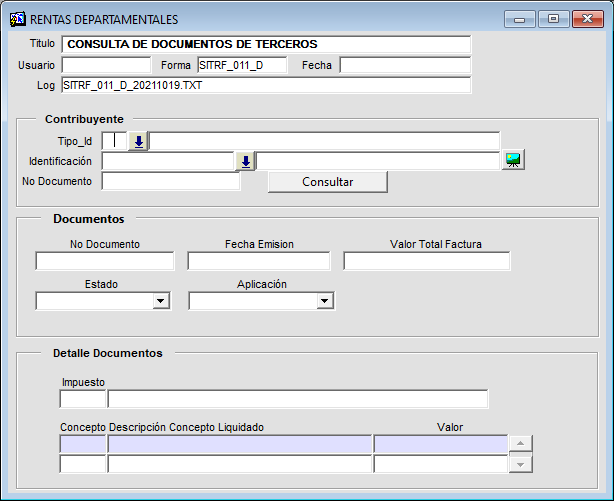 RENTAS DEPARTAMENTALES
Titulo CONSULTA DE DOCUMENTOS DE TERCEROS
Usuario Forma SITRF_011_D Fecha
Log SITRF_011_D_20211019.TXT
Contribuyente
Tipo_Id
Identificación
No Documento Consultar
Documentos
No Documento Fecha Emision Valor Total Factura
Estado Aplicación
Detalle Documentos
Impuesto
Concepto Descripción Concepto Liquidado Valor